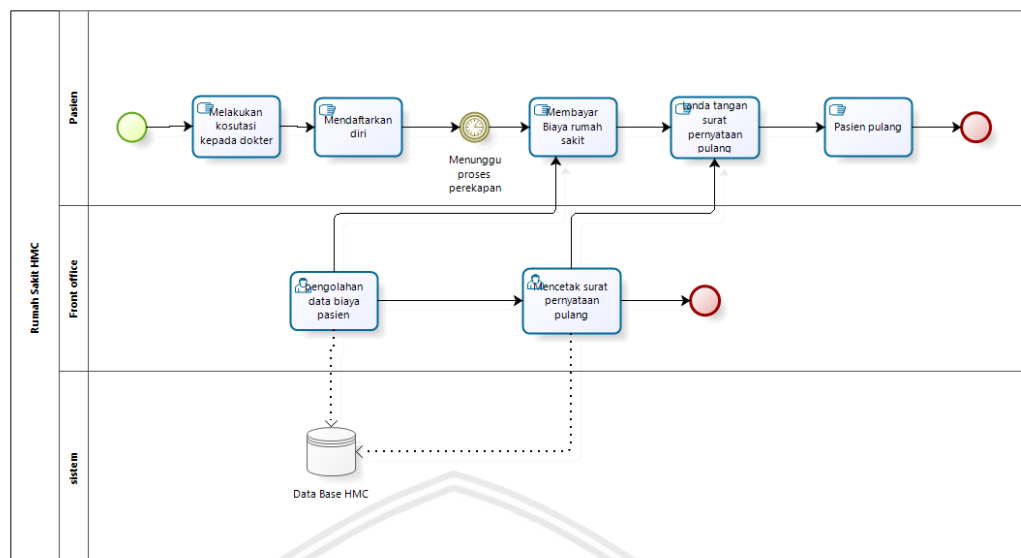 Rumah Sakit HMC
Pasien
Melakukan
kosutasi
kepada dokter
Mendaftarkan
diri
Menunggu
proses
perekapan
Membayar
Biaya rumah
sakit
tanda tangan
surat
pernyataan
pulang
Pasien pulang
Front office
pengolahan
data biaya
pasien
Mencetak surat
pernyataan
pulang
sistem
Data Base HMC